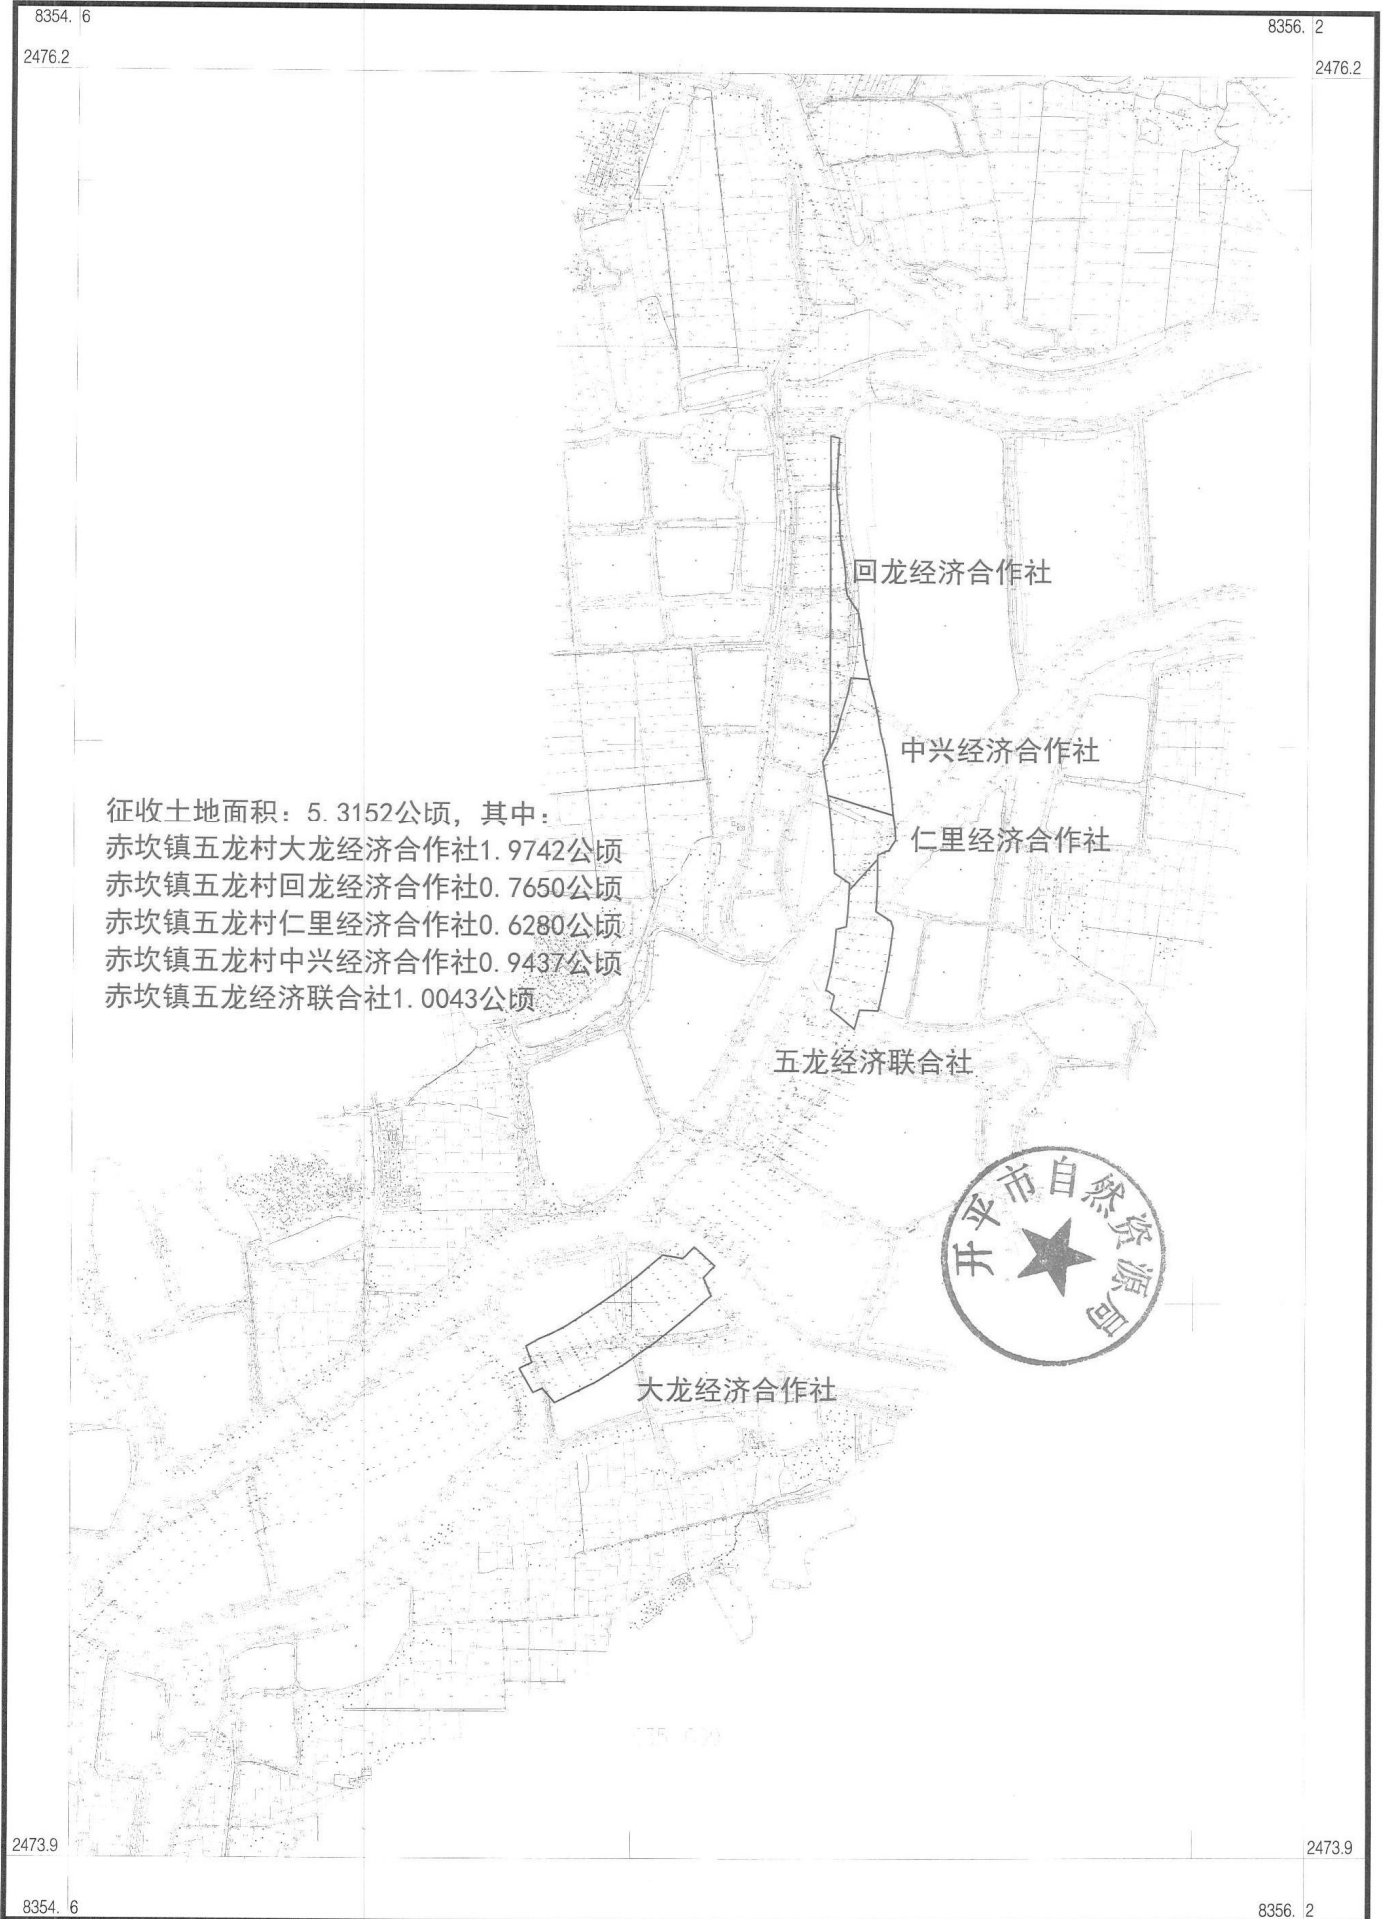 8354. 6
8356. 2
2476.2
2476.2
回龙经济合作社
中兴经济合作社
征收土地面积：5.3152公顷，其中：
仁里经济合作社
赤坎镇五龙村大龙经济合作社1.9742公顷
赤坎镇五龙村回龙经济合作社0.7650公顷
赤坎镇五龙村仁里经济合作社0.6280公顷
赤坎镇五龙村中兴经济合作社0.9437公顷
赤坎镇五龙经济联合社1.0043公顷
五龙经济联合社
开平市自然资源局
大龙经济合作社
2473.9
2473.9
8354. 6
8356. 2